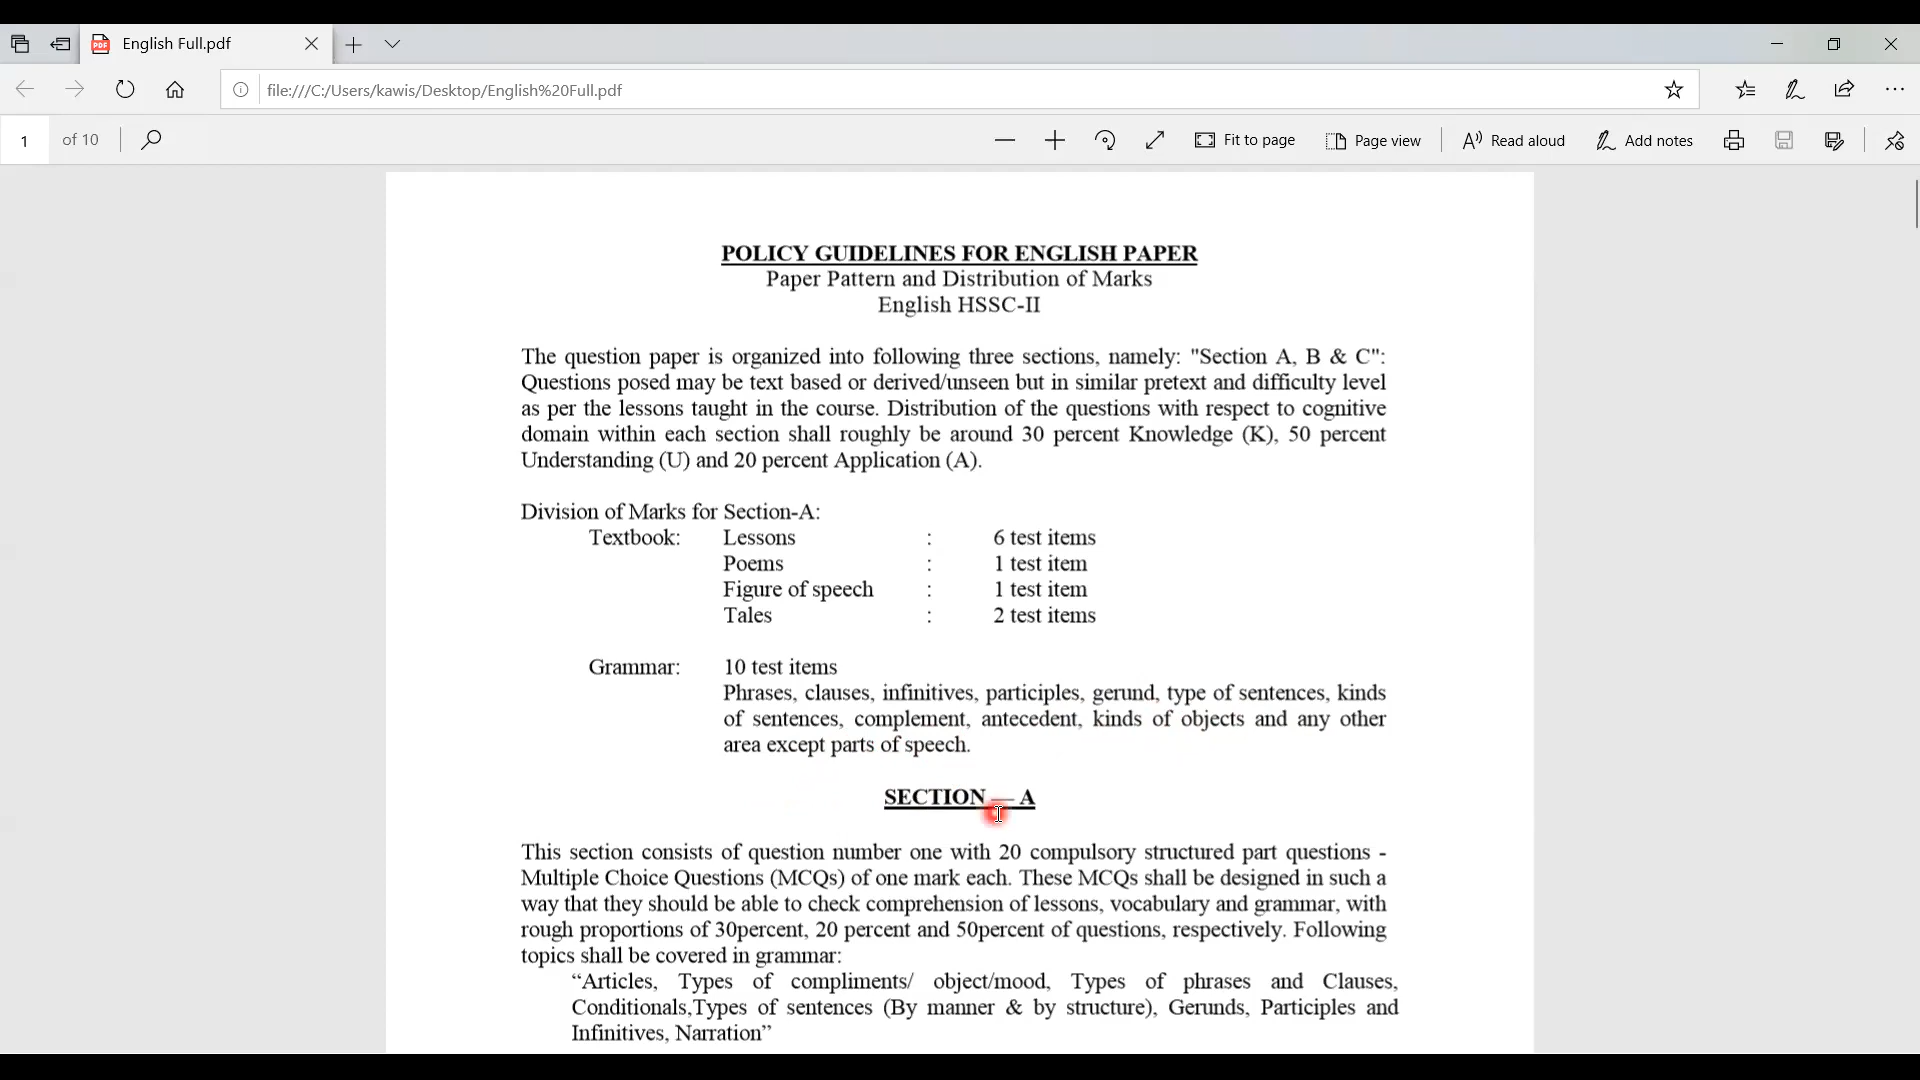 English Full.pdf
file:///C:/Users/kawis/Desktop/English%20Full.pdf
1 of 10 Fit to page Page view Read aloud Add notes
POLICY GUIDELINES FOR ENGLISH PAPER
Paper Pattern and Distribution of Marks
English HSSC-II
The question paper is organized into following three sections, namely: "Section A, B & C":
Questions posed may be text based or derived/unseen but in similar pretext and difficulty level
as per the lessons taught in the course. Distribution of the questions with respect to cognitive
domain within each section shall roughly be around 30 percent Knowledge (K), 50 percent
Understanding (U) and 20 percent Application (A).
Division of Marks for Section-A:
Textbook: Lessons : 6 test items
Poems : 1 test item
Figure of speech : 1 test item
Tales : 2 test items
Grammar: 10 test items
Phrases, clauses, infinitives, participles, gerund, type of sentences, kinds
of sentences, complement, antecedent, kinds of objects and any other
area except parts of speech.
SECTION — A
This section consists of question number one with 20 compulsory structured part questions -
Multiple Choice Questions (MCQs) of one mark each. These MCQs shall be designed in such a
way that they should be able to check comprehension of lessons, vocabulary and grammar, with
rough proportions of 30percent, 20 percent and 50percent of questions, respectively. Following
topics shall be covered in grammar:
“Articles, Types of compliments/ object/mood, Types of phrases and Clauses,
Conditionals,Types of sentences (By manner & by structure), Gerunds, Participles and
Infinitives, Narration”